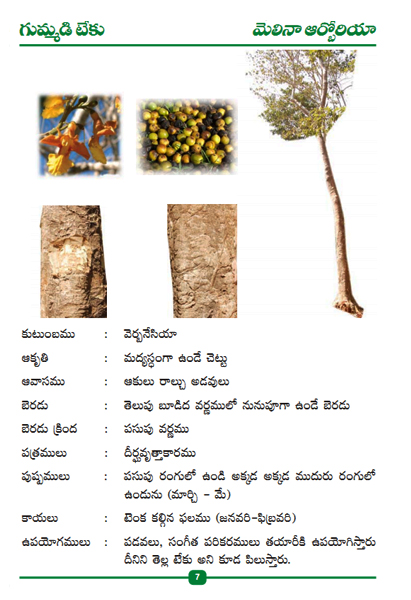 గుమ్మడి టేకు
మెలినా ఆర్బోరియా
కుటుంబము : వెర్బనేసియా
ఆకృతి : మధ్యస్థంగా ఉండే చెట్టు
ఆవాసము : ఆకులు రాల్చు అడవులు
బెరడు : తెలుపు బూడిద వర్ణములో నునుపూగా ఉండే బెరడు
బెరడు క్రింద : పసుపు వర్ణము
పత్రములు : దీర్ఘవృత్తాకారము
పుష్పములు : పసుపు రంగులో ఉండి అక్కడ అక్కడ ముదురు రంగులో
ఉండును (మార్చి – మే)
కాయలు : టెంక కల్గిన ఫలము (జనవరి-ఫిబ్రవరి)
ఉపయోగములు : పడవలు, సంగీత పరికరములు తయారీకి ఉపయోగిస్తారు
దీనిని తెల్ల టేకు అని కూడ పిలుస్తారు.
7